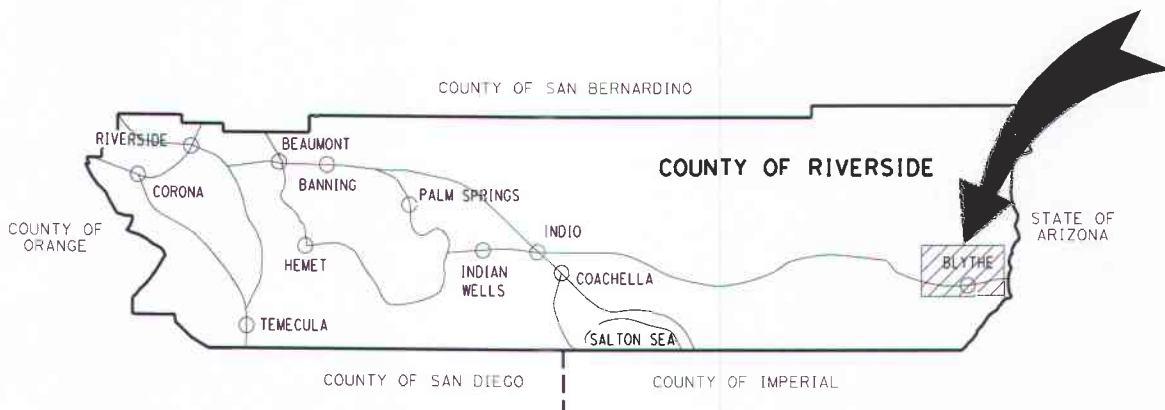 COUNTY OF SAN BERNARDINO
RIVERSIDE
BEAUMONT
COUNTY OF RIVERSIDE
CORONA
BANNING
PALM SPRINGS
COUNTY OF
ORANGE
STATE OF
ARIZONA
INDIO
HEMET
INDIAN
WELLS
COACHELLA
BLYTHE
TEMECULA
SALTON SEA
COUNTY OF SAN DIEGO
COUNTY OF IMPERIAL